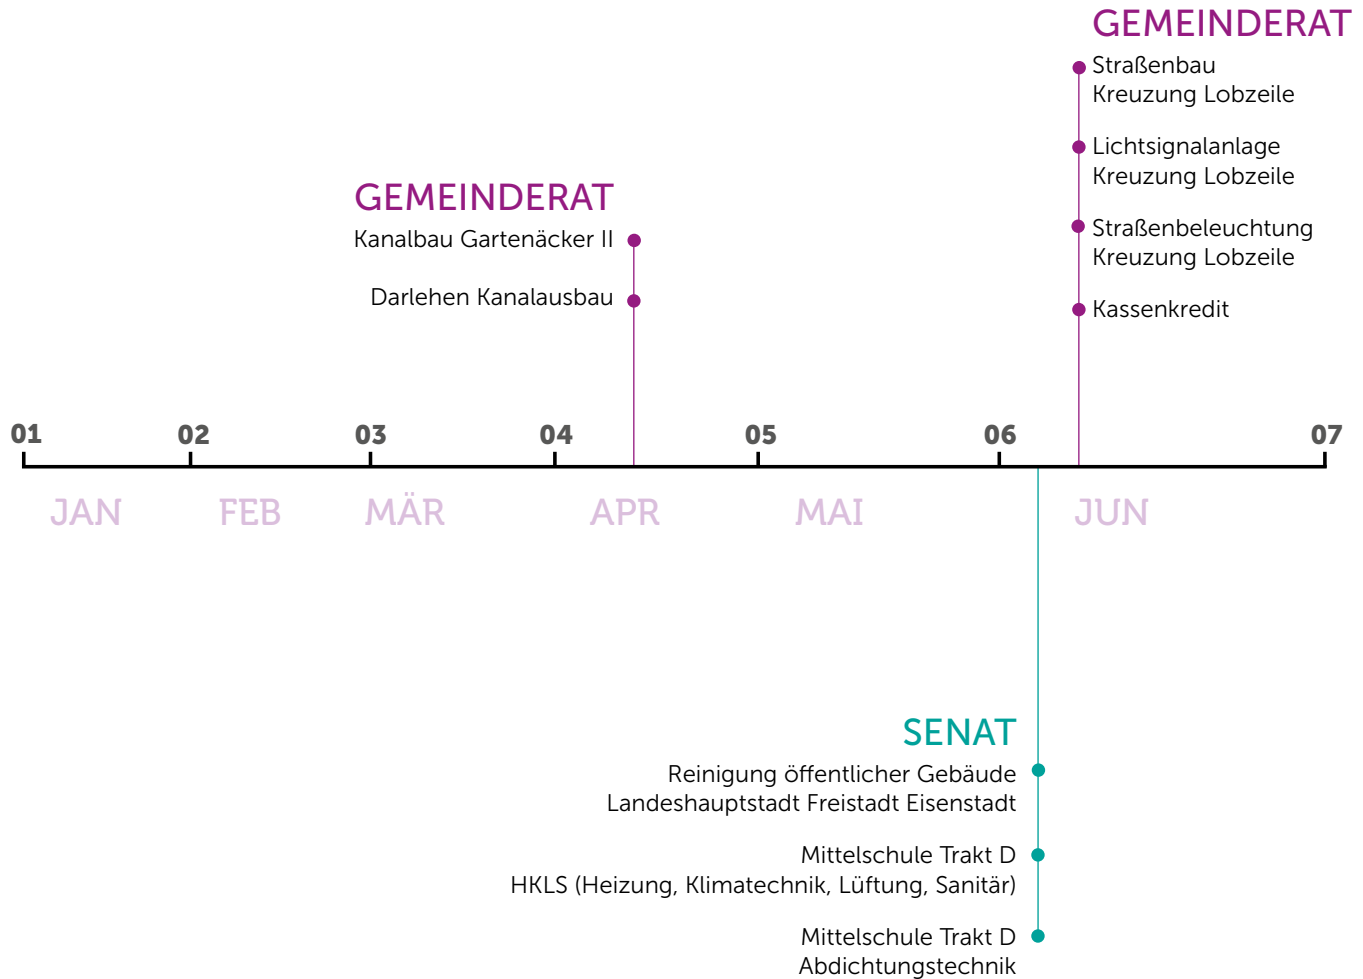 GEMEINDERAT
Straßenbau
Kreuzung Lobzeile
Lichtsignalanlage
Kreuzung Lobzeile
Straßenbeleuchtung
Kreuzung Lobzeile
Kassenkredit
GEMEINDERAT
Kanalbau Gartenäcker II
Darlehen Kanalausbau
01 02 03 04 05 06 07
JAN FEB MÄR APR MAI JUN
SENAT
Reinigung öffentlicher Gebäude
Landeshauptstadt Freistadt Eisenstadt
Mittelschule Trakt D
HKLS (Heizung, Klimatechnik, Lüftung, Sanitär)
Mittelschule Trakt D
Abdichtungstechnik